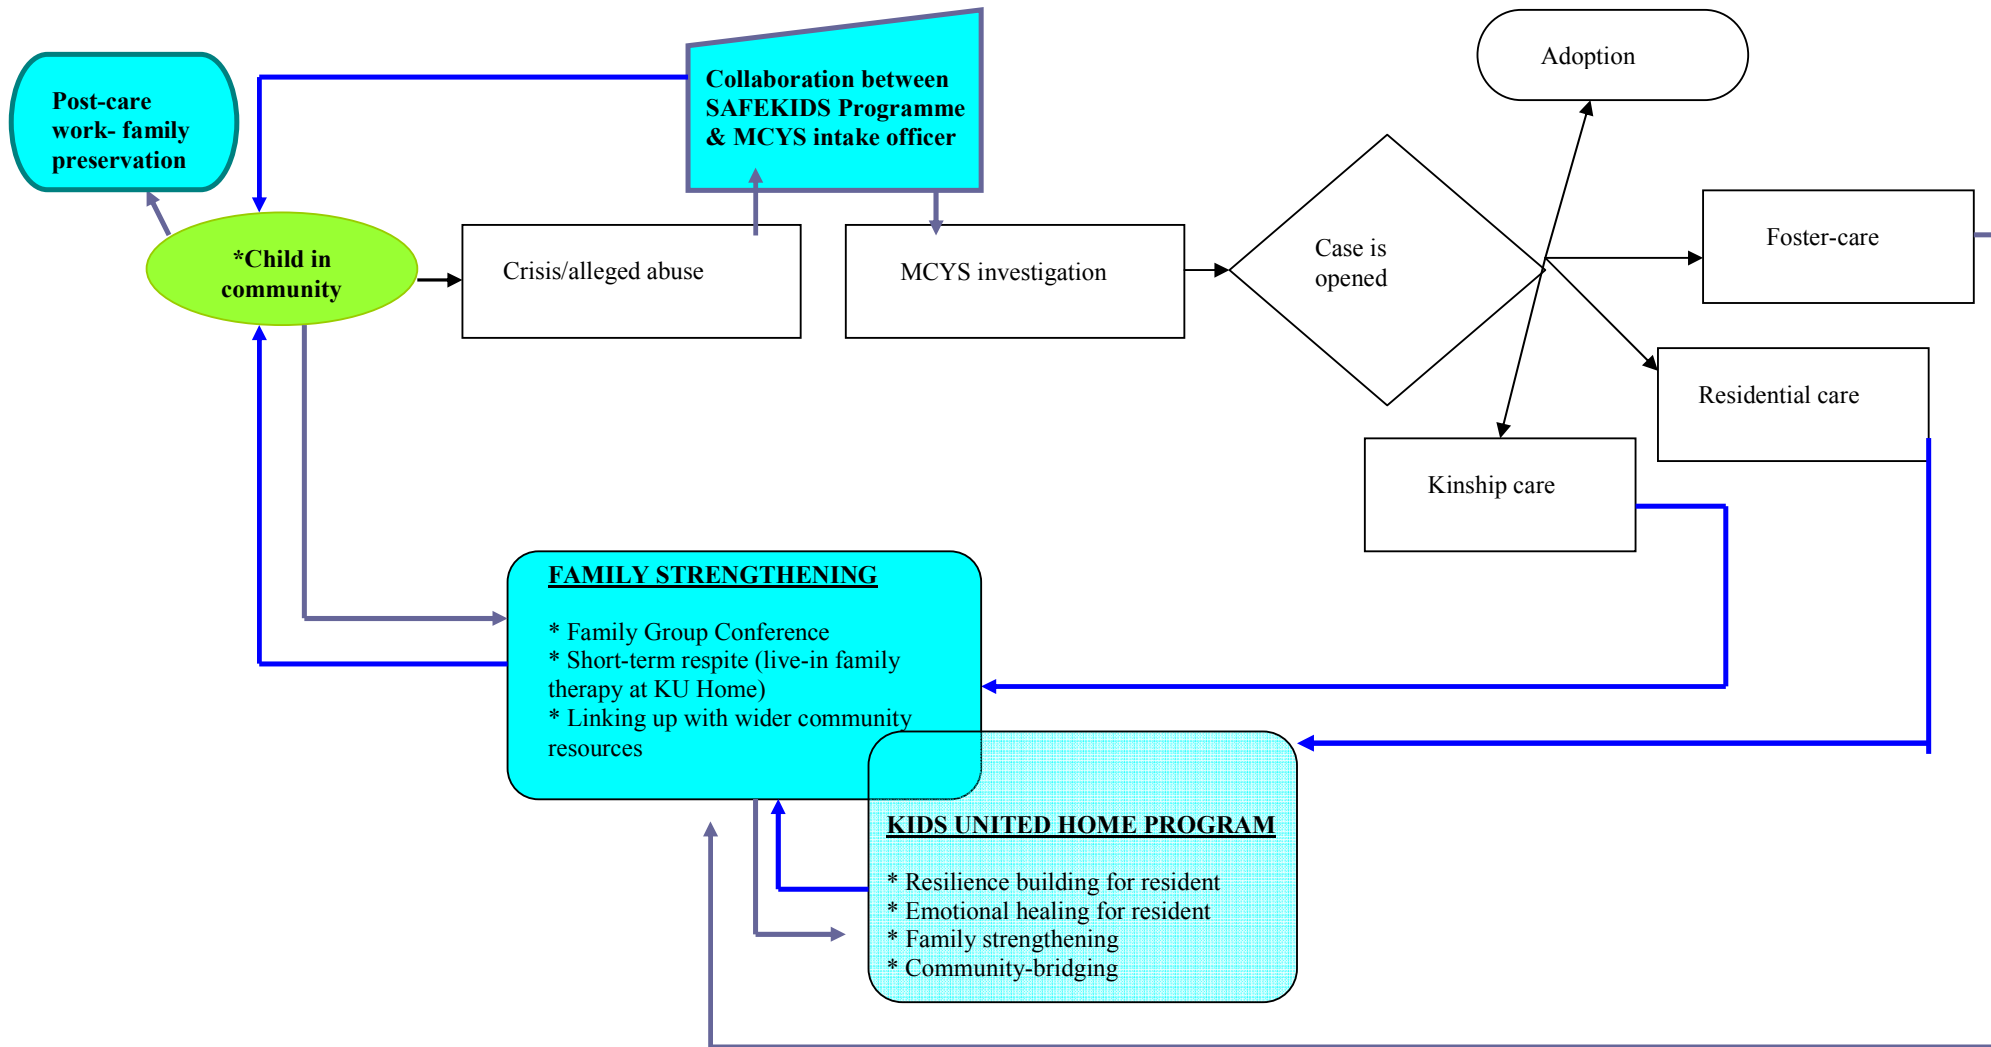 Post-care
work- family
preservation
Collaboration between
SAFEKIDS Programme
& MCYS intake officer
Adoption
*Child in
community
Crisis/alleged abuse
MCYS investigation
Case is
opened
Foster-care
Residential care
Kinship care
FAMILY STRENGTHENING
* Family Group Conference
* Short-term respite (live-in family
therapy at KU Home)
* Linking up with wider community
resources
KIDS UNITED HOME PROGRAM
* Resilience building for resident
* Emotional healing for resident
* Family strengthening
* Community-bridging